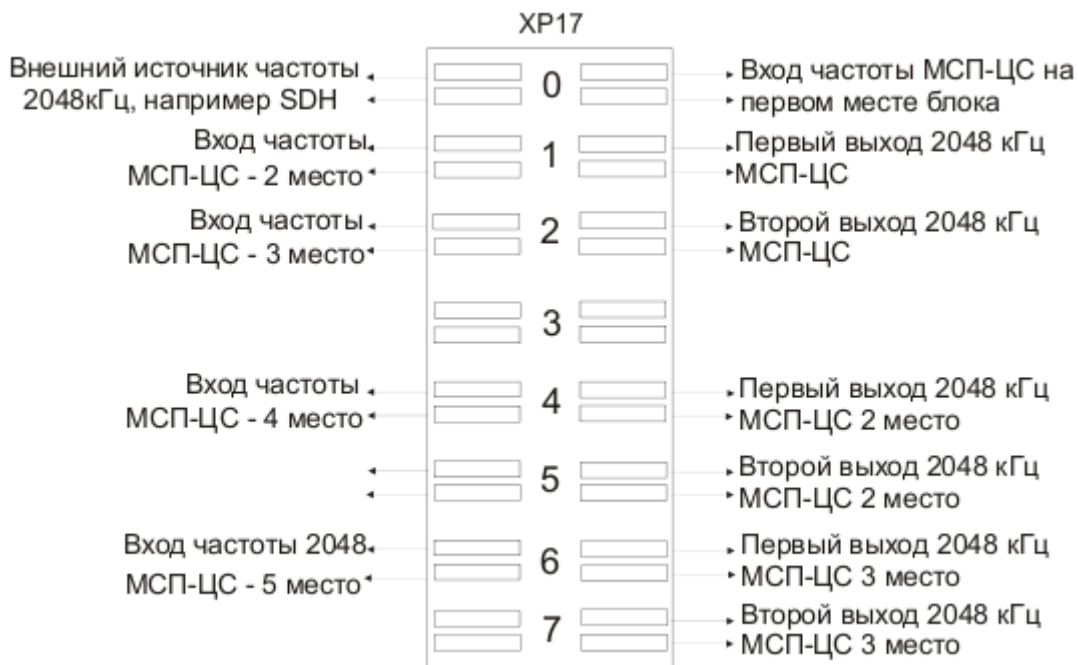 XP17
Внешний источник частоты
2048кГц, например SDH
0
Вход частоты МСП-ЦС на
первом месте блока
Вход частоты
МСП-ЦС - 2 место
1
Первый выход 2048 кГц
МСП-ЦС
Вход частоты
МСП-ЦС - 3 место
2
Второй выход 2048 кГц
МСП-ЦС
3
Вход частоты
МСП-ЦС - 4 место
4
Первый выход 2048 кГц
МСП-ЦС 2 место
5
Второй выход 2048 кГц
МСП-ЦС 2 место
Вход частоты 2048
МСП-ЦС - 5 место
6
Первый выход 2048 кГц
МСП-ЦС 3 место
7
Второй выход 2048 кГц
МСП-ЦС 3 место